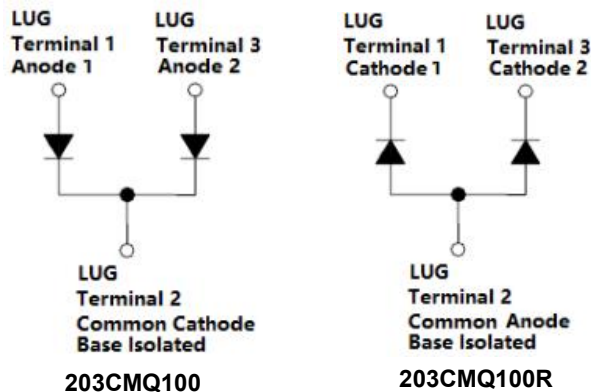 LUG
Terminal 1
Anode 1
LUG
Terminal 3
Anode 2
LUG
Terminal 2
Common Cathode
Base Isolated
203CMQ100
LUG
Terminal 1
Cathode 1
LUG
Terminal 3
Cathode 2
LUG
Terminal 2
Common Anode
Base Isolated
203CMQ100R